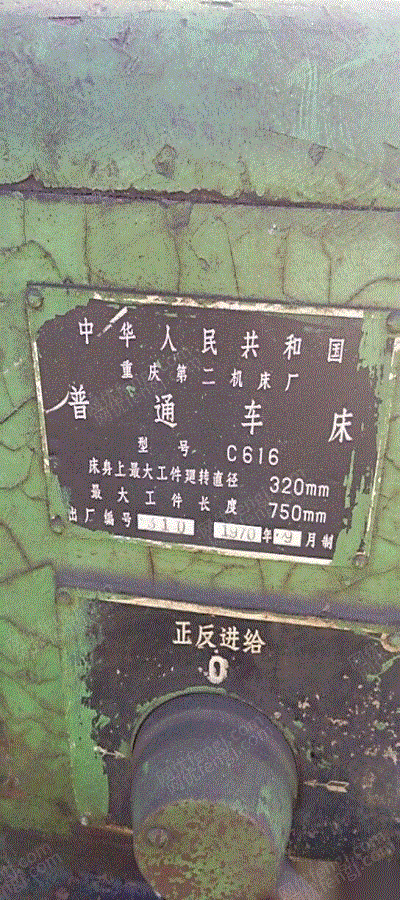 中华人民共和国
重庆第二机床厂
普通车床
型号 C616
床身上最大工件廻转直径 320mm
最大工件长度 750mm
出厂编号 310 1970年9月制
正反进给
0